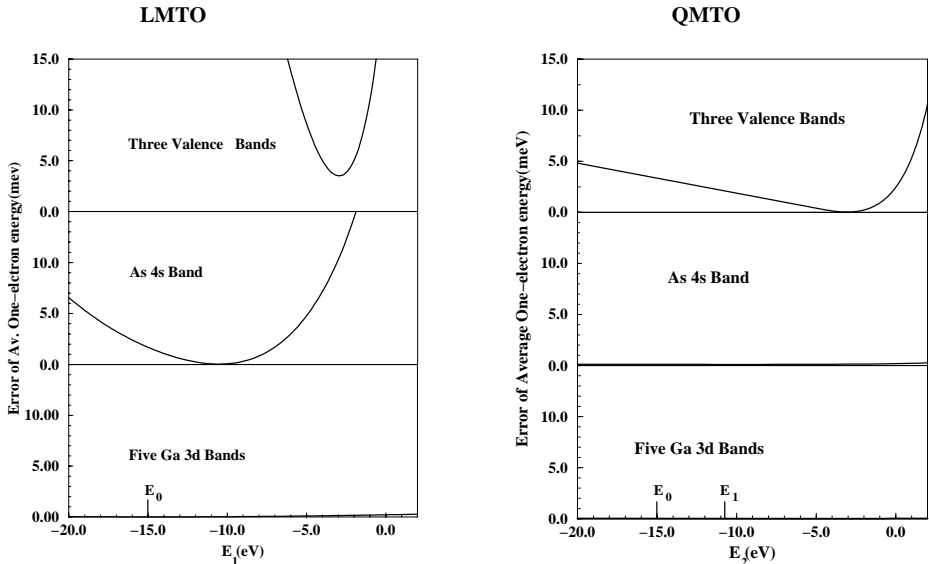 LMTO
QMTO
Error of Av. One−elctron energy(mev)
15.0
10.0
5.0
0.0
10.0
5.0
0.0
10.00
5.00
0.00
Three Valence Bands
As 4s Band
Five Ga 3d Bands
E0
−20.0 −15.0 −10.0 −5.0 0.0
E1(eV)
Error of Average One−electron energy(meV)
15.0
10.0
5.0
0.0
10.0
5.0
0.0
10.0
5.0
0.0
Three Valence Bands
As 4s Band
Five Ga 3d Bands
E0 E1
−20.0 −15.0 −10.0 −5.0 0.0
E2(eV)